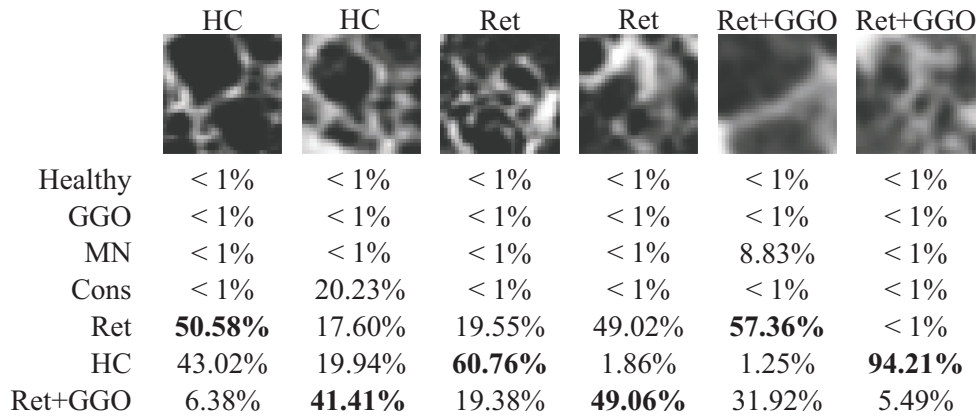 HC HC Ret Ret Ret+GGO Ret+GGO
Healthy < 1% < 1% < 1% < 1% < 1% < 1%
GGO < 1% < 1% < 1% < 1% < 1% < 1%
MN < 1% < 1% < 1% < 1% 8.83% < 1%
Cons < 1% 20.23% < 1% < 1% < 1% < 1%
Ret 50.58% 17.60% 19.55% 49.02% 57.36% < 1%
HC 43.02% 19.94% 60.76% 1.86% 1.25% 94.21%
Ret+GGO 6.38% 41.41% 19.38% 49.06% 31.92% 5.49%